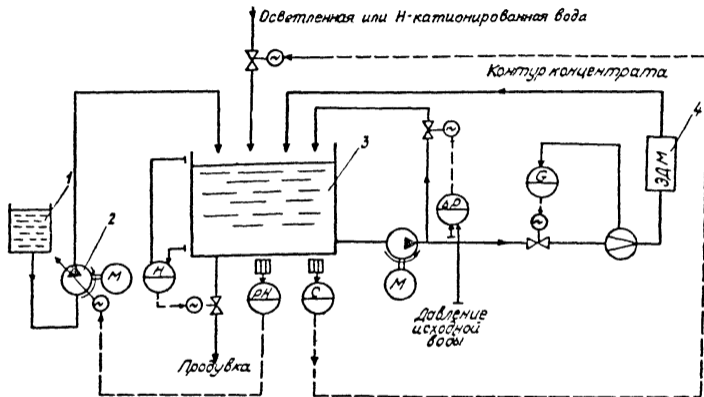 Осветленная или Н-катионированная вода
Контур концентрата
1
2
3
4
ЭДМ
G
ΔР
М
М
Н
рН
С
Давление
исходной
воды
Продувка